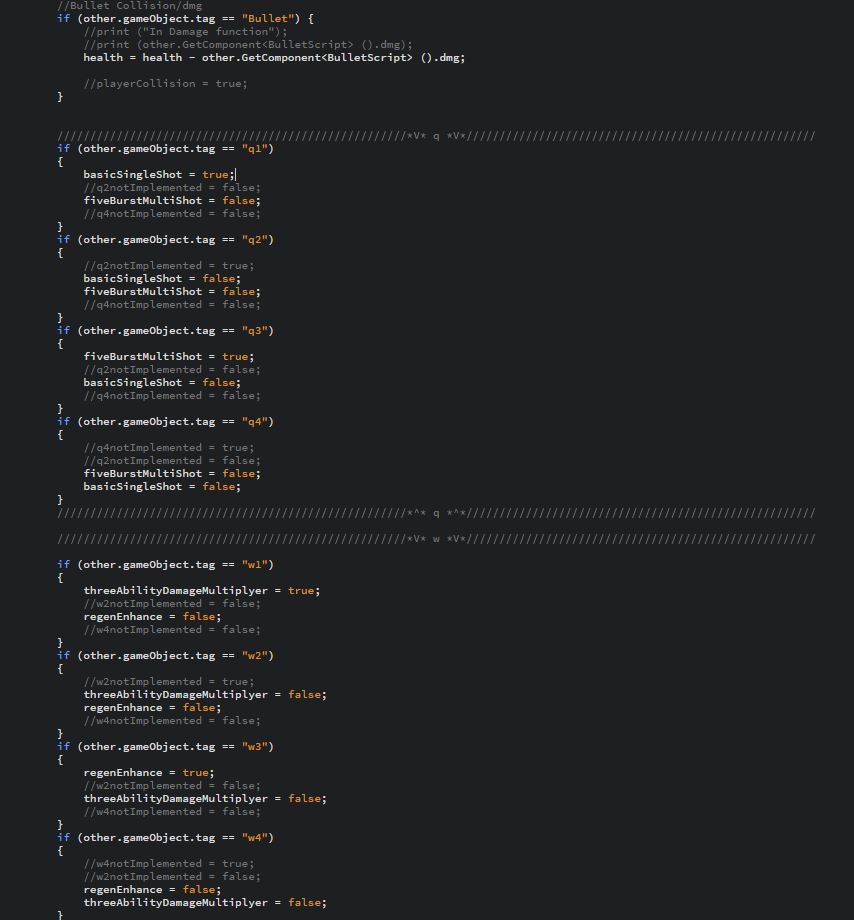 //Bullet Collision/dmg
if (other.gameObject.tag == "Bullet") {
//print ("In Damage function");
//print (other.GetComponent<BulletScript> ().dmg);
health = health - other.GetComponent<BulletScript> ().dmg;
//playerCollision = true;
}
/////////////////////////////////////////////////////*V* q *V*/////////////////////////////////////////////////////
if (other.gameObject.tag == "q1")
{
basicSingleShot = true;
//q2notImplemented = false;
fiveBurstMultiShot = false;
//q4notImplemented = false;
}
if (other.gameObject.tag == "q2")
{
//q2notImplemented = true;
basicSingleShot = false;
fiveBurstMultiShot = false;
//q4notImplemented = false;
}
if (other.gameObject.tag == "q3")
{
fiveBurstMultiShot = true;
//q2notImplemented = false;
basicSingleShot = false;
//q4notImplemented = false;
}
if (other.gameObject.tag == "q4")
{
//q4notImplemented = true;
//q2notImplemented = false;
fiveBurstMultiShot = false;
basicSingleShot = false;
}
/////////////////////////////////////////////////////*^* q *^*/////////////////////////////////////////////////////
/////////////////////////////////////////////////////*V* w *V*/////////////////////////////////////////////////////
if (other.gameObject.tag == "w1")
{
threeAbilityDamageMultiplyer = true;
//w2notImplemented = false;
regenEnhance = false;
//w4notImplemented = false;
}
if (other.gameObject.tag == "w2")
{
//w2notImplemented = true;
threeAbilityDamageMultiplyer = false;
regenEnhance = false;
//w4notImplemented = false;
}
if (other.gameObject.tag == "w3")
{
regenEnhance = true;
//w2notImplemented = false;
threeAbilityDamageMultiplyer = false;
//w4notImplemented = false;
}
if (other.gameObject.tag == "w4")
{
//w4notImplemented = true;
//w2notImplemented = false;
regenEnhance = false;
threeAbilityDamageMultiplyer = false;
}